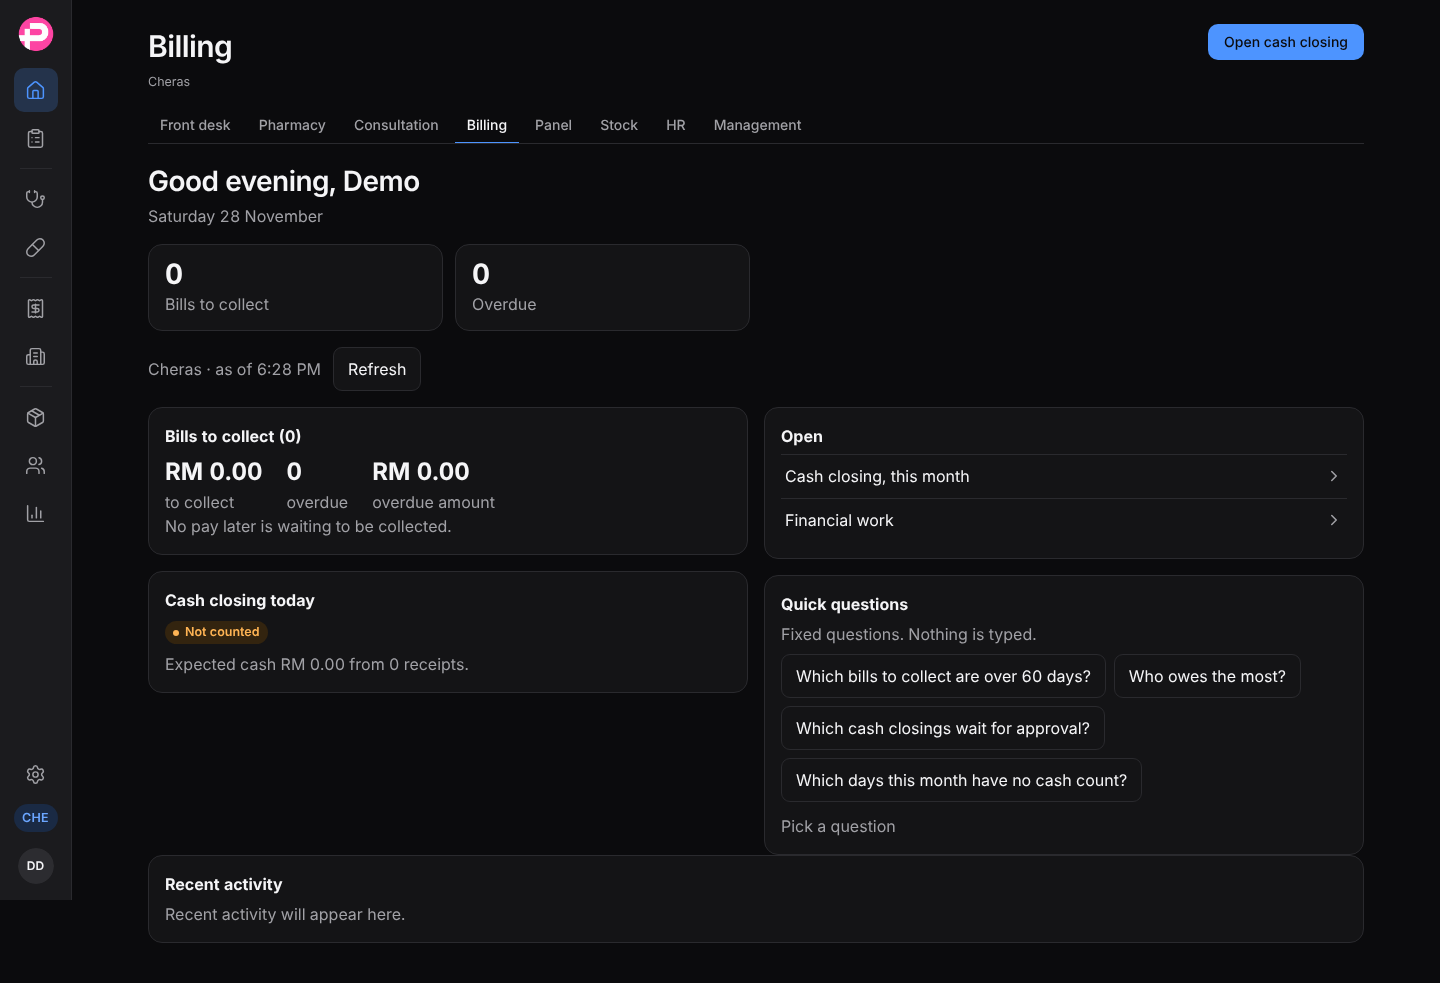 Billing
Open cash closing
Cheras
Front desk Pharmacy Consultation Billing Panel Stock HR Management
Good evening, Demo
Saturday 28 November
0
Bills to collect
0
Overdue
Cheras · as of 6:28 PM Refresh
Bills to collect (0)
RM 0.00 0 RM 0.00
to collect overdue overdue amount
No pay later is waiting to be collected.
Cash closing today
Not counted
Expected cash RM 0.00 from 0 receipts.
Open
Cash closing, this month
Financial work
Quick questions
Fixed questions. Nothing is typed.
Which bills to collect are over 60 days? Who owes the most?
Which cash closings wait for approval?
Which days this month have no cash count?
Pick a question
Recent activity
Recent activity will appear here.
CHE
DD